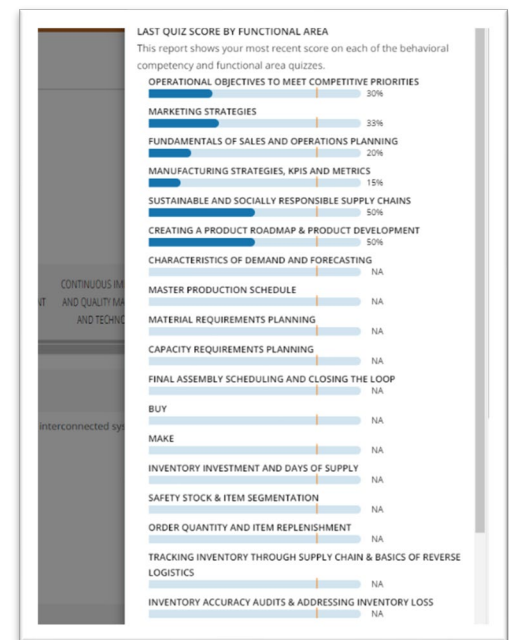 LAST QUIZ SCORE BY FUNCTIONAL AREA
This report shows your most recent score on each of the behavioral
competency and functional area quizzes.
OPERATIONAL OBJECTIVES TO MEET COMPETITIVE PRIORITIES
30%
MARKETING STRATEGIES
33%
FUNDAMENTALS OF SALES AND OPERATIONS PLANNING
20%
MANUFACTURING STRATEGIES, KPIS AND METRICS
15%
SUSTAINABLE AND SOCIALLY RESPONSIBLE SUPPLY CHAINS
50%
CREATING A PRODUCT ROADMAP & PRODUCT DEVELOPMENT
50%
CHARACTERISTICS OF DEMAND AND FORECASTING
NA
MASTER PRODUCTION SCHEDULE
NA
MATERIAL REQUIREMENTS PLANNING
NA
CAPACITY REQUIREMENTS PLANNING
NA
FINAL ASSEMBLY SCHEDULING AND CLOSING THE LOOP
NA
BUY
NA
MAKE
NA
INVENTORY INVESTMENT AND DAYS OF SUPPLY
NA
SAFETY STOCK & ITEM SEGMENTATION
NA
ORDER QUANTITY AND ITEM REPLENISHMENT
NA
TRACKING INVENTORY THROUGH SUPPLY CHAIN & BASICS OF REVERSE
LOGISTICS
NA
INVENTORY ACCURACY AUDITS & ADDRESSING INVENTORY LOSS
NA
CONTINUOUS IM
NT AND QUALITY MA
AND TECHNO
interconnected sys